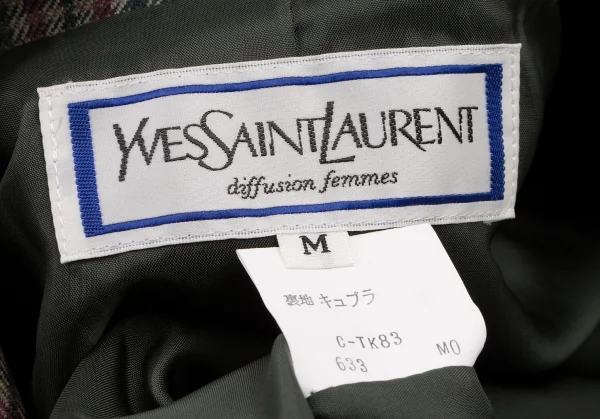 YVESSAINTLAURENT
diffusion femmes
M
裏地 キュプラ
C-TK83
633 MO